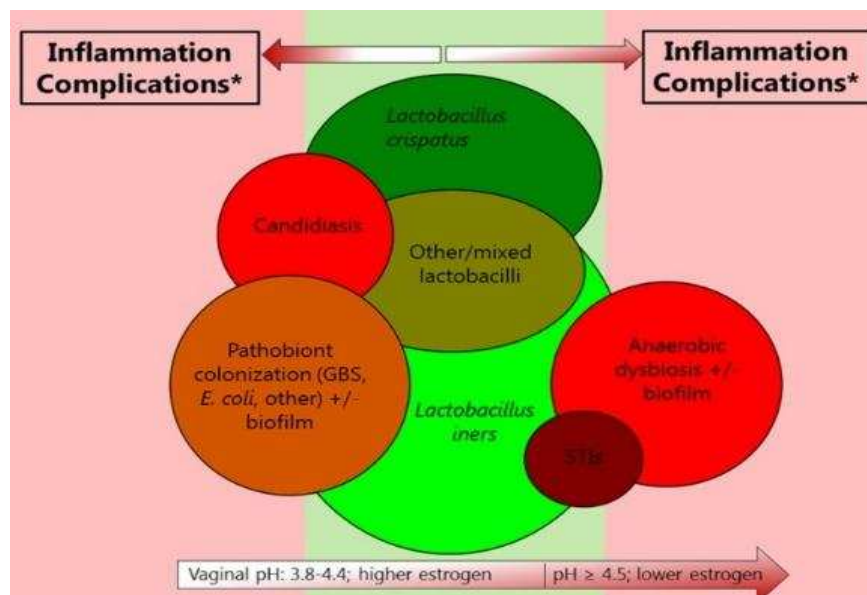 Inflammation
Complications*
Inflammation
Complications*
Lactobacillus
crispatus
Candidiasis
Other/mixed
lactobacilli
Pathobiont
colonization (GBS,
E. coli, other) +/-
biofilm
Anaerobic
dysbiosis +/-
biofilm
Lactobacillus
iners
STIs
Vaginal pH: 3.8-4.4; higher estrogen
pH ≥ 4.5; lower estrogen